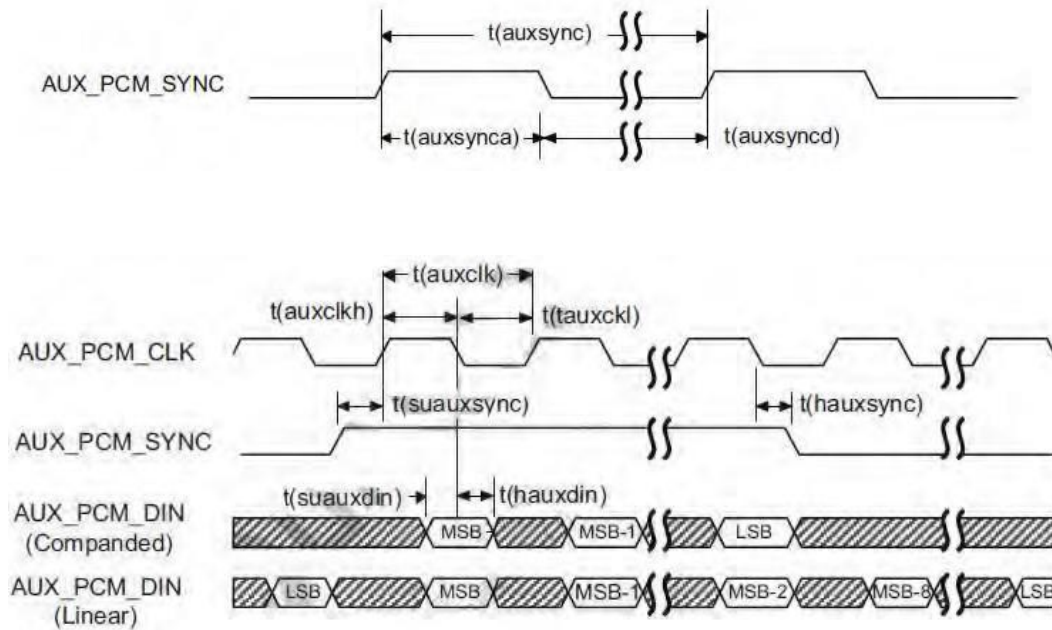 t(auxsync)
AUX_PCM_SYNC
t(auxsynca)
t(auxsyncd)
t(auxclk)
t(auxclkh)
t(tauxckl)
AUX_PCM_CLK
t(suauxsync)
t(hauxsync)
AUX_PCM_SYNC
t(suauxdin)
t(hauxdin)
AUX_PCM_DIN
(Companded)
MSB
MSB-1
LSB
AUX_PCM_DIN
(Linear)
LSB
MSB
MSB-1
MSB-2
MSB-8
LSB